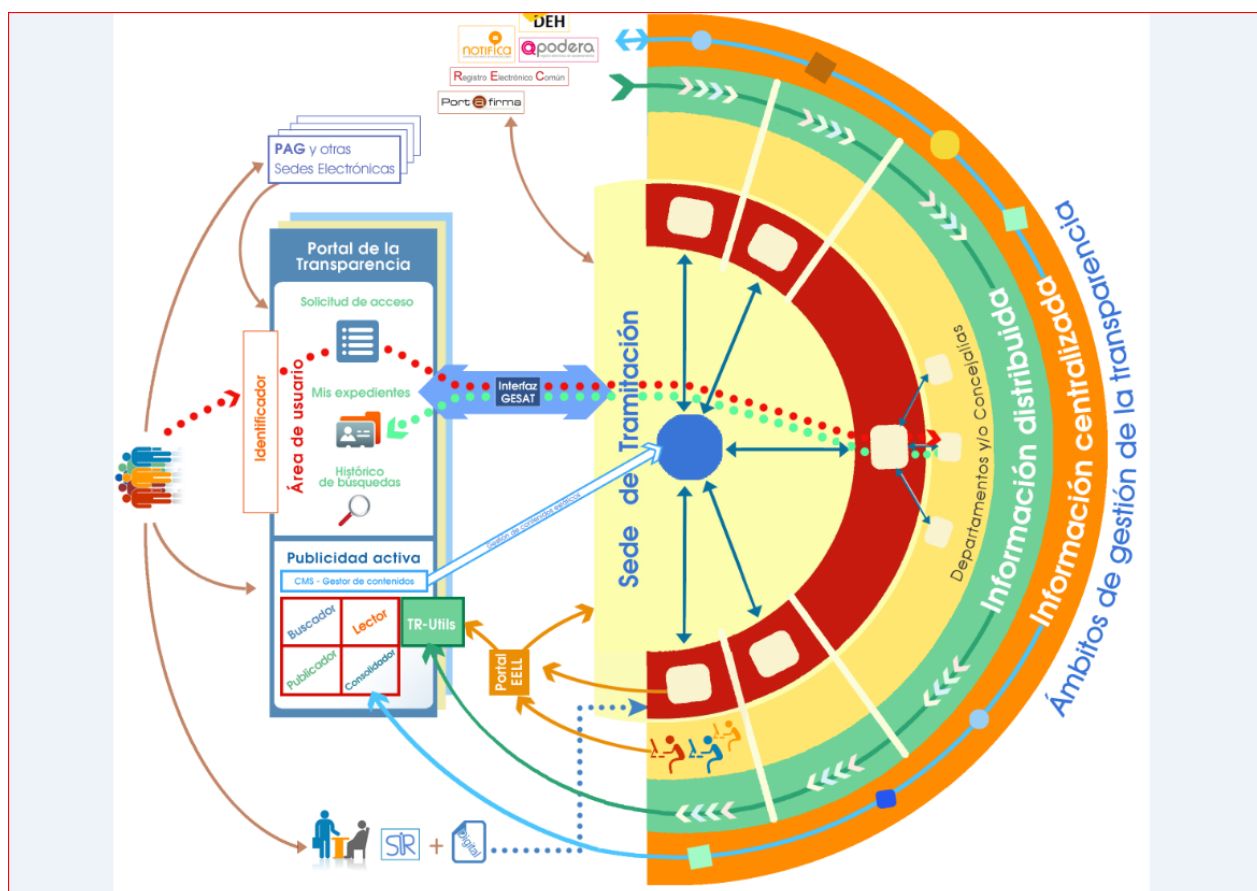 DEH
notifica
@podera
Registro Electrónico Común
Port@firma
PAG y otras
Sedes Electrónicas
Portal de la
Transparencia
Solicitud de acceso
Identificador
Área de usuario
Mis expedientes
Histórico
de búsquedas
Interfaz
GESAT
Publicidad activa
CMS - Gestor de contenidos
Buscador
Lector
Publicador
Consolidador
TR-Utils
Portal
EELL
SIR
+
Digital
Sede de Tramitación
Departamentos y/o Concejalías
Información distribuida
Información centralizada
Ámbitos de gestión de la transparencia